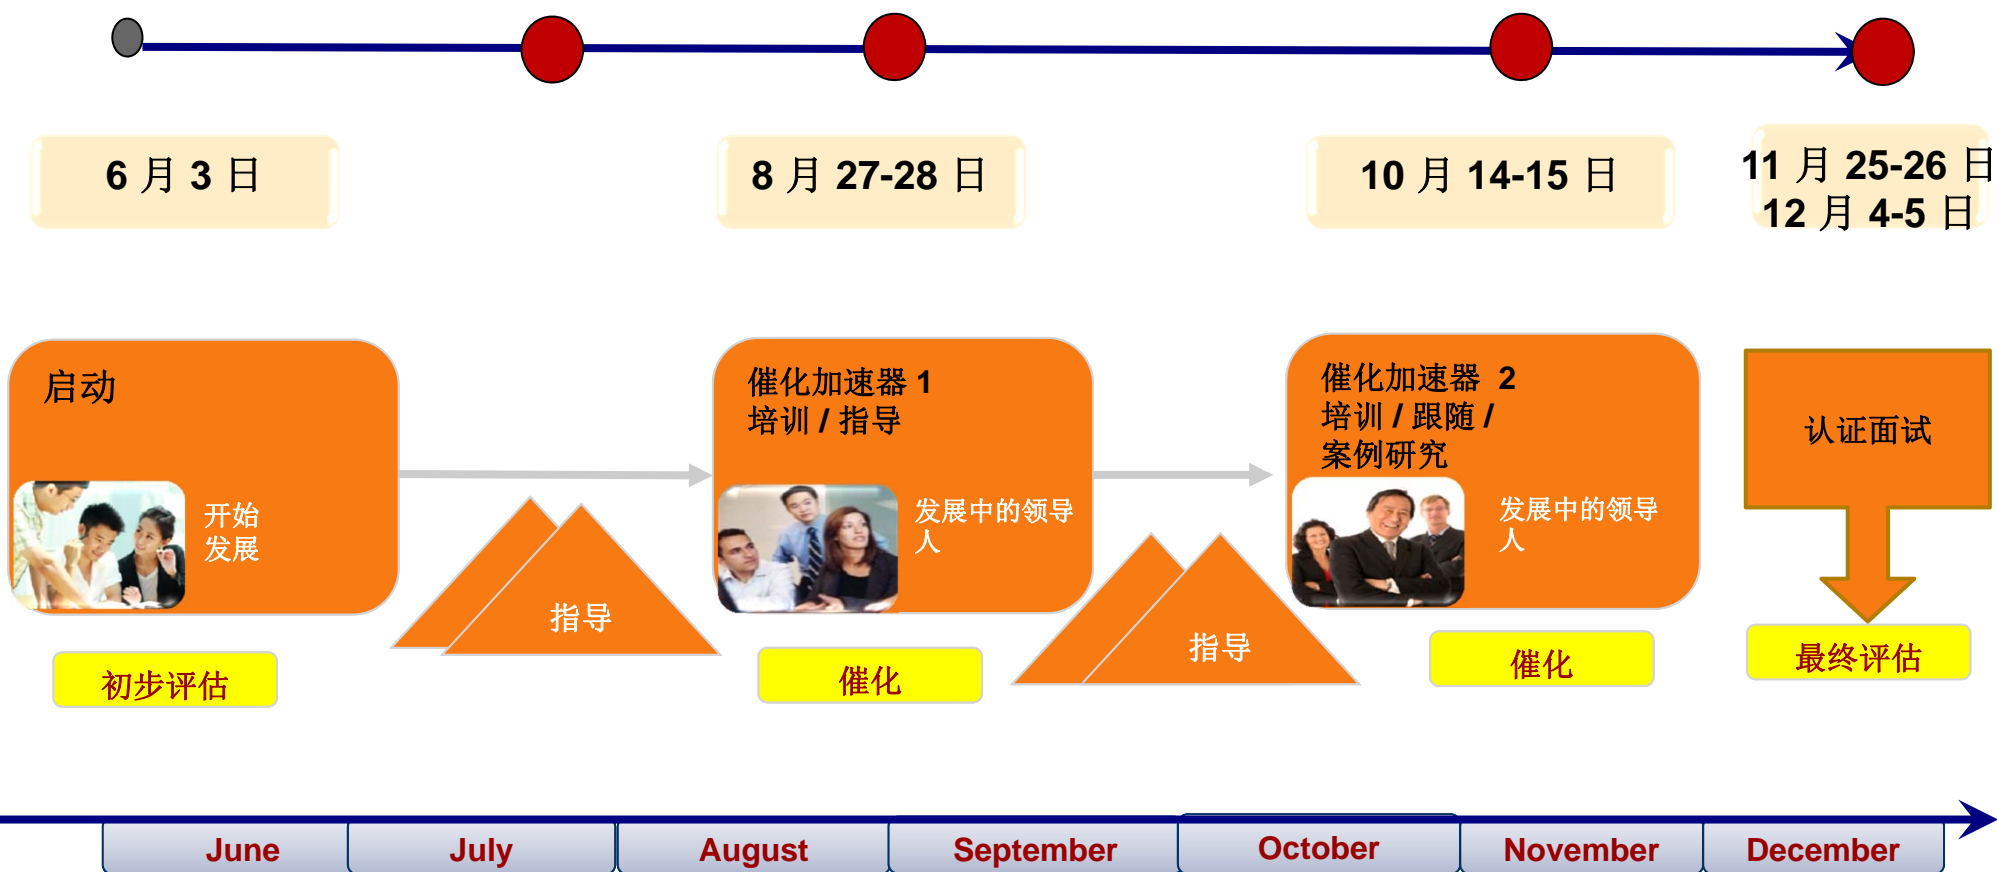 6 月 3 日
8 月 27-28 日
10 月 14-15 日
11 月 25-26 日
12 月 4-5 日
启动
开始
发展
初步评估
指导
催化加速器 1
培训 / 指导
发展中的领导
人
催化
指导
催化加速器 2
培训 / 跟随 /
案例研究
发展中的领导
人
催化
认证面试
最终评估
June
July
August
September
October
November
December